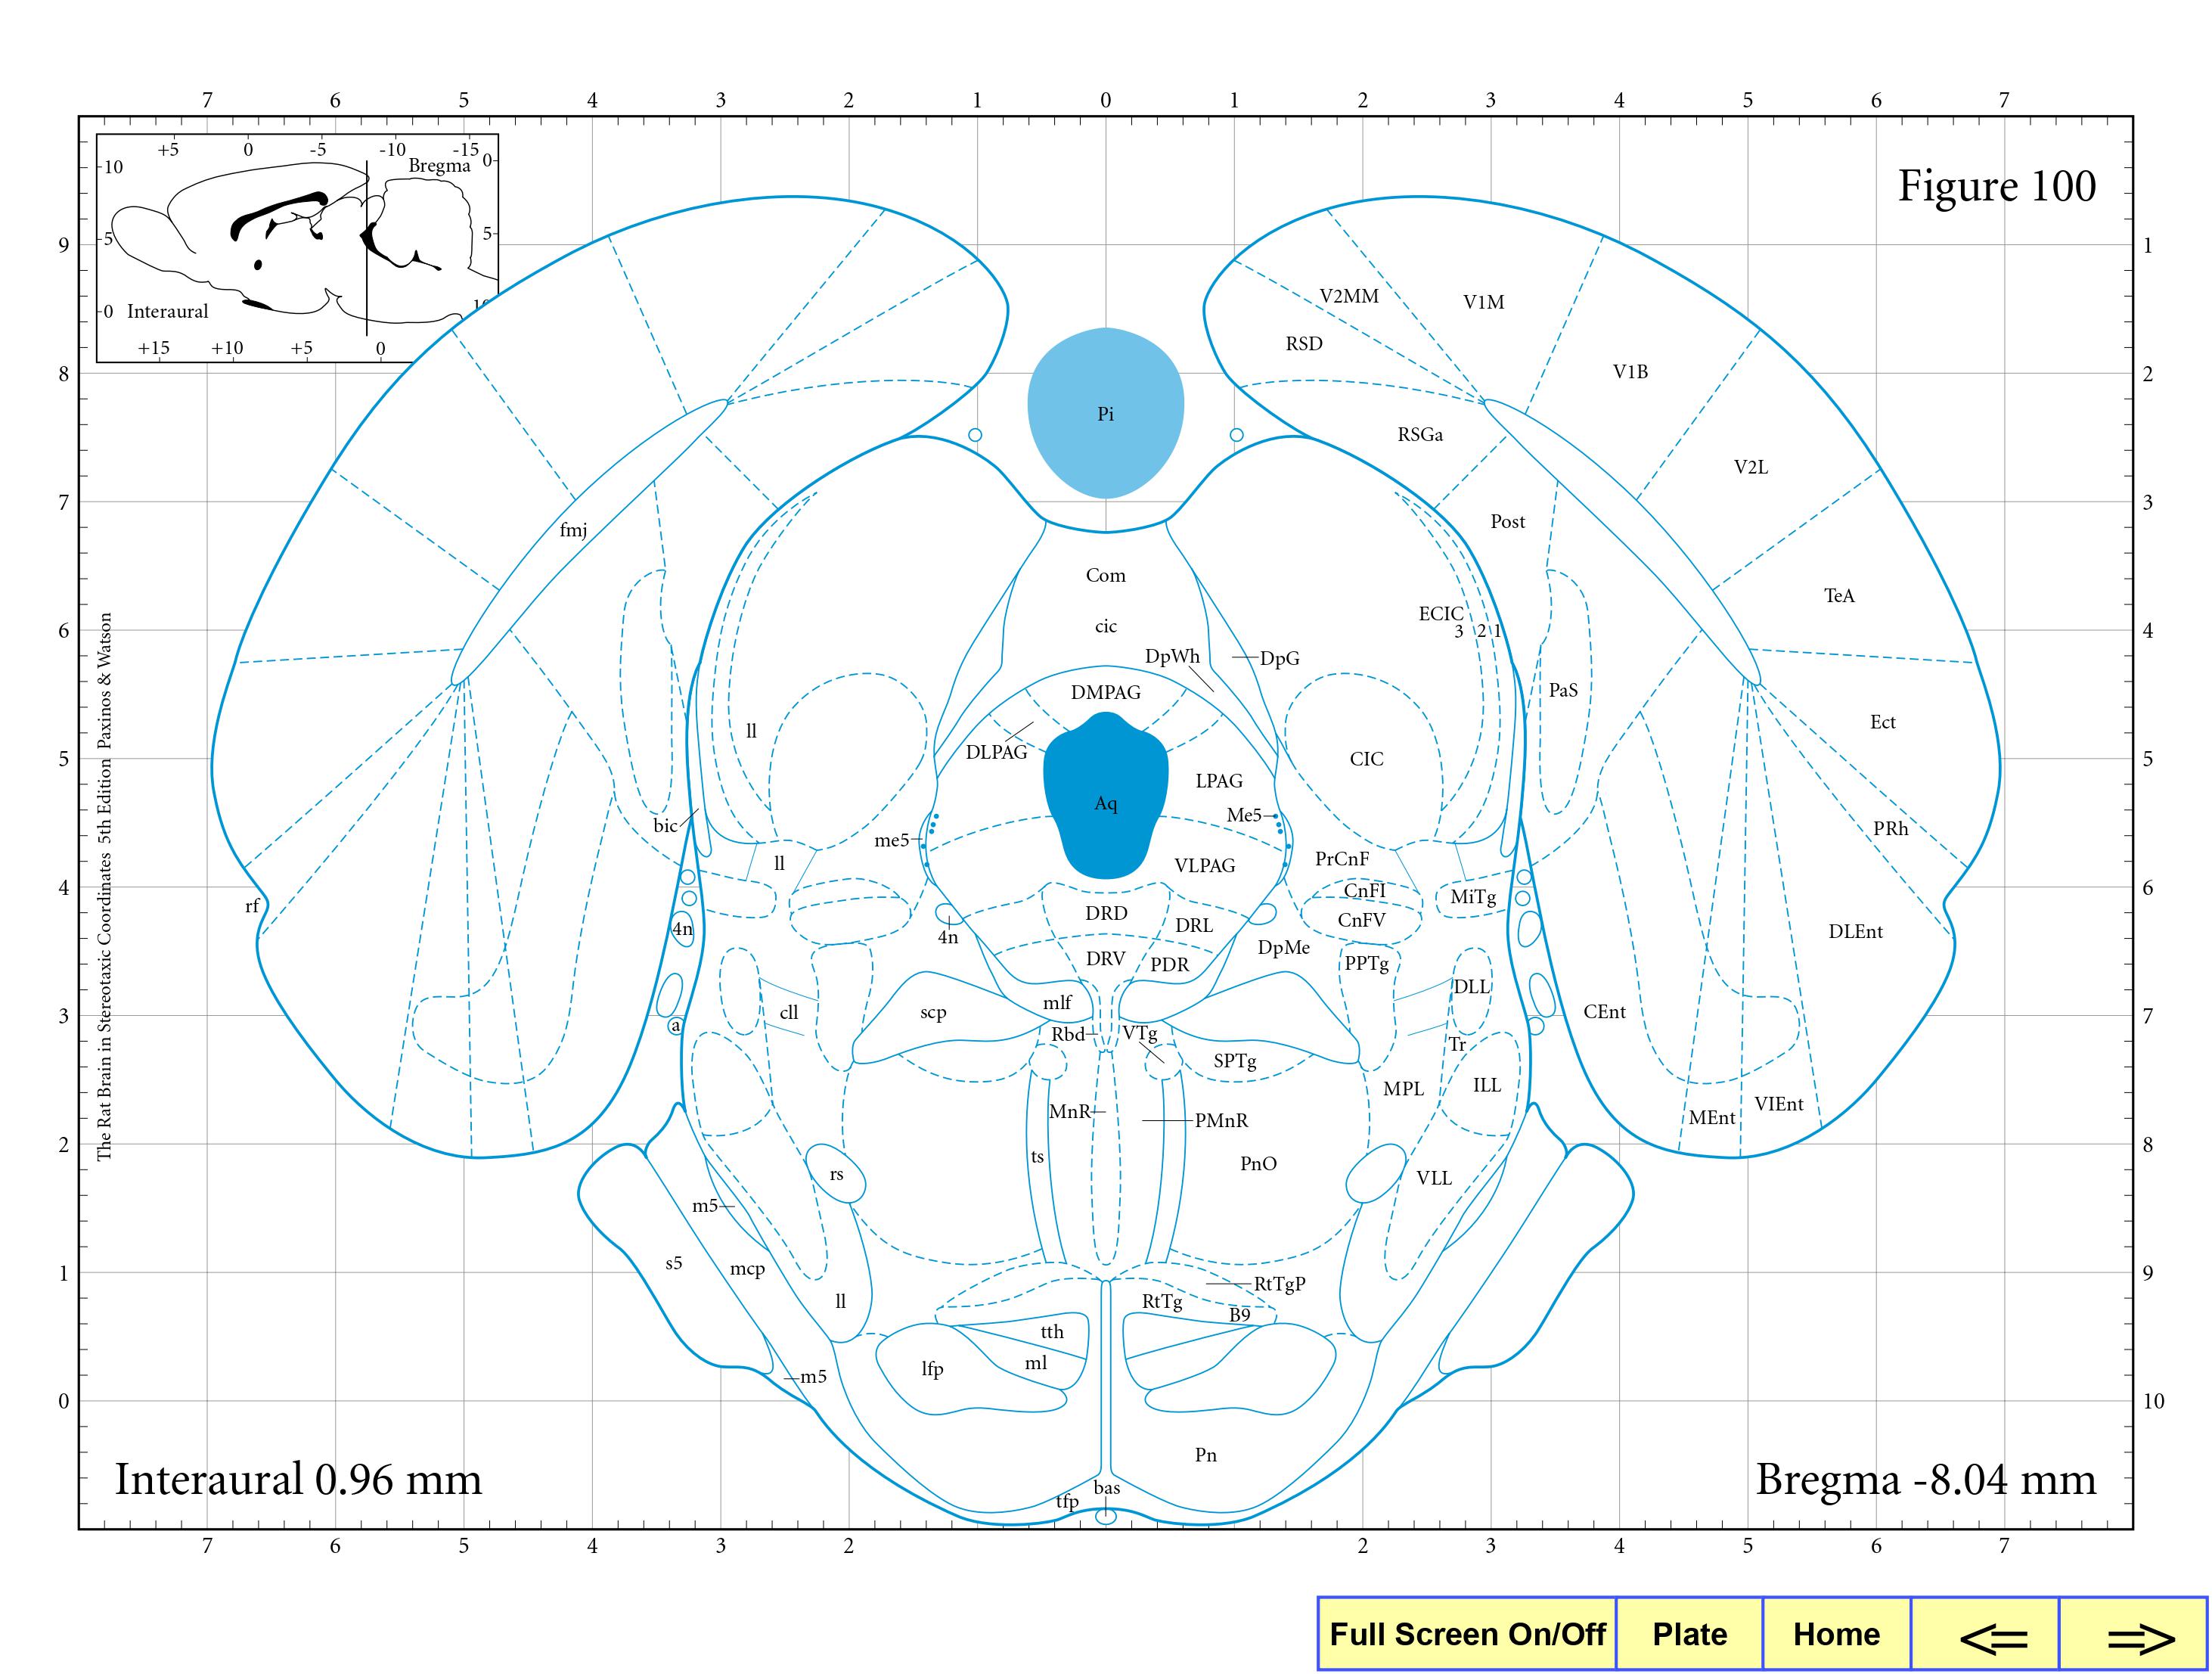 7 6 5 4 3 2 1 0 1 2 3 4 5 6 7
+5 0 -5 -10 -15
Bregma 0
10
5 5
0 Interaural
+15 +10 +5 0
Figure 100
9 1
V2MM V1M
RSD
8 V1B 2
Pi
RSGa
V2L
7 3
fmj Post
Com
TeA
ECIC
6 cic 3 2 1 4
DpWh DpG
DMPAG PaS
Ect
ll
DLPAG
5 CIC 5
LPAG
Aq
Me5
bic PRh
me5
ll PrCnF
VLPAG
4 CnFI 6
MiTg
rf
DRD CnFV
4n DRL
4n DpMe DLEnt
DRV PDR PPTg
DLL
mlf
scp cll CEnt
3 7
a
Rbd VTg
Tr
SPTg
MPL ILL
MnR PMnR
MEnt VIEnt
2 8
ts PnO
rs VLL
m5
s5 mcp
1 9
RtTgP
ll RtTg
B9
tth
lfp ml
m5
0 10
Pn
bas
tfp
The Rat Brain in Stereotaxic Coordinates 5th Edition Paxinos & Watson
Interaural 0.96 mm
Bregma -8.04 mm
7 6 5 4 3 2 2 3 4 5 6 7
Full Screen On/Off Plate Home <= =>